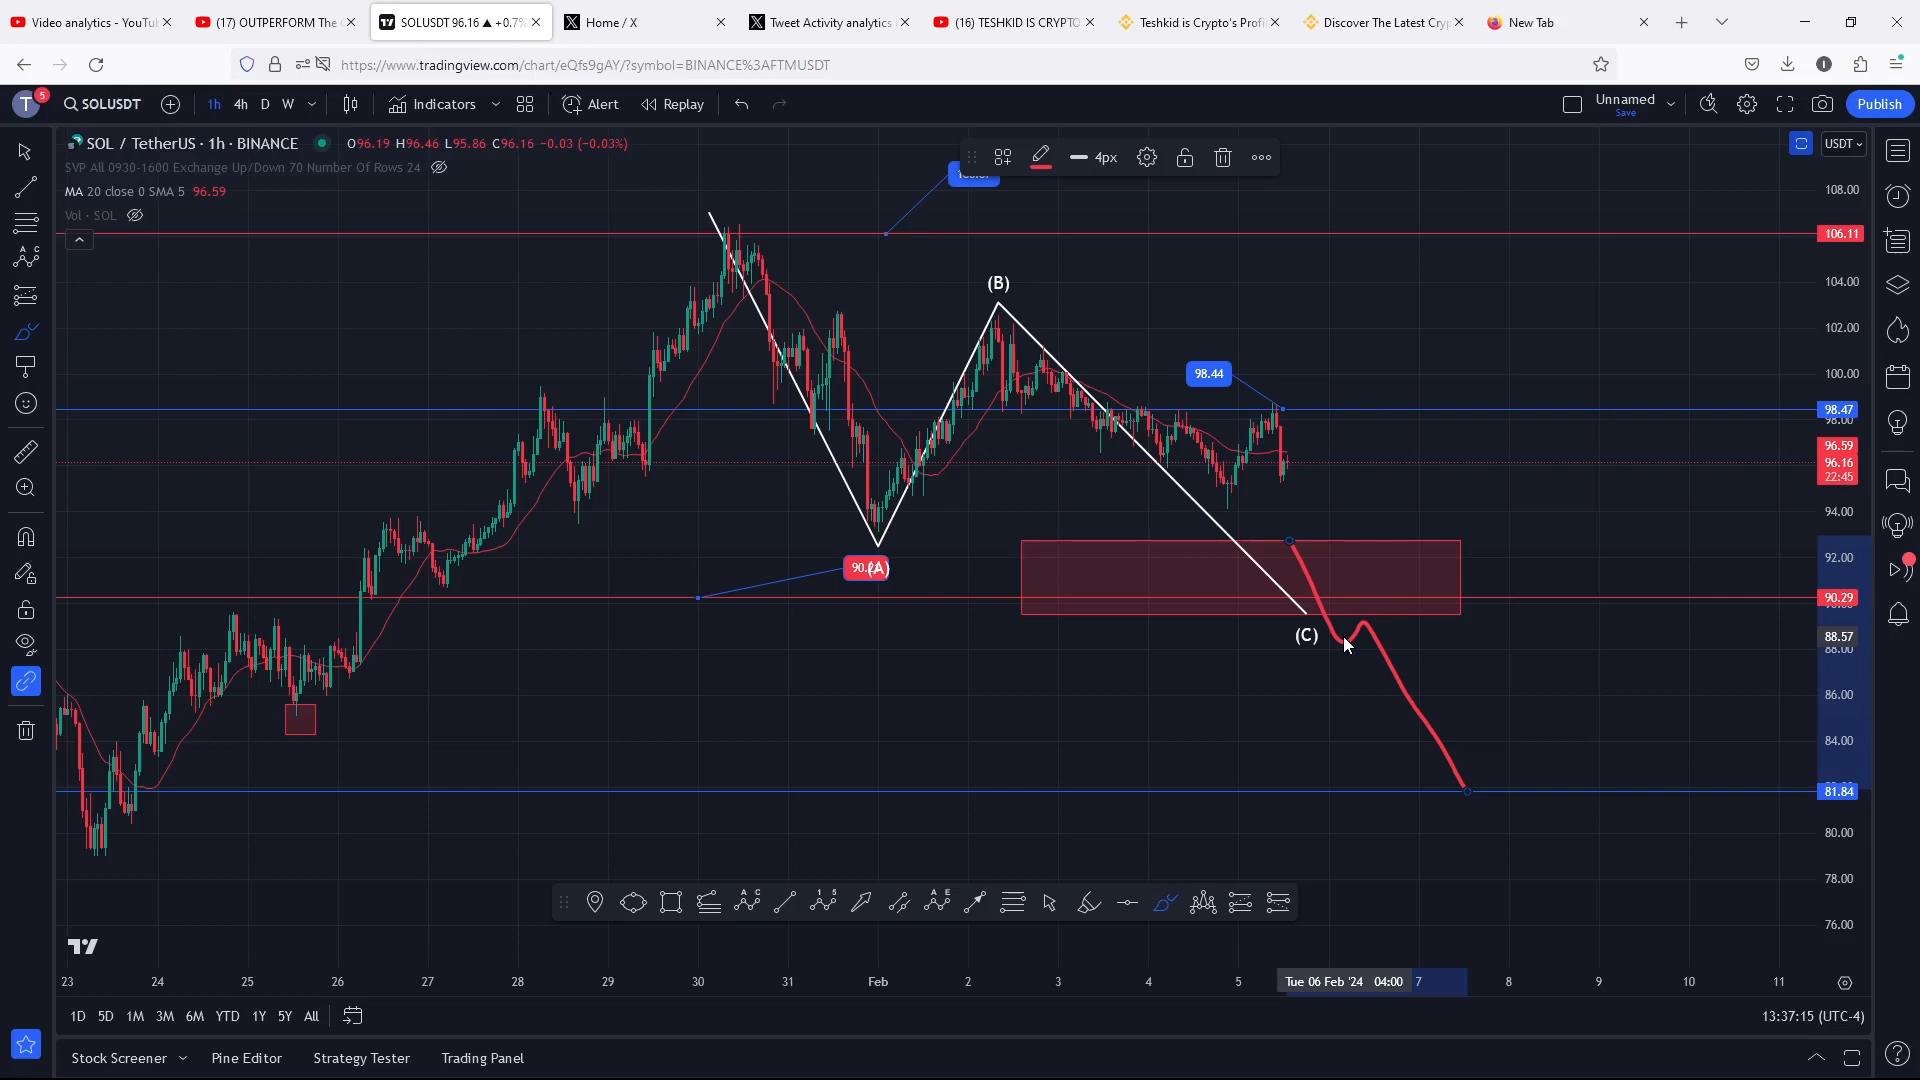 Video analytics - YouTu
(17) OUTPERFORM The
SOLUSDT 96.16 ▲ +0.7%
Home / X
Tweet Activity analytics
(16) TESHKID IS CRYPTO
Teshkid is Crypto's Profi
Discover The Latest Cryp
New Tab
https://www.tradingview.com/chart/eQfs9gAY/?symbol=BINANCE%3AFTMUSDT
T 5
SOLUSDT
1h 4h D W
Indicators
Alert
Replay
Unnamed
Save
Publish
SOL / TetherUS · 1h · BINANCE
O96.19 H96.46 L95.86 C96.16 −0.03 (−0.03%)
SVP All 0930-1600 Exchange Up/Down 70 Number Of Rows 24
MA 20 close 0 SMA 5 96.59
Vol · SOL
4px
USDT
108.00
106.11
104.00
102.00
100.00
98.47
98.00
96.59
96.16
22:45
94.00
92.00
90.29
88.57
88.00
86.00
84.00
81.84
80.00
78.00
76.00
(B)
98.44
(A)
(C)
23 24 25 26 27 28 29 30 31 Feb 2 3 4 5 Tue 06 Feb '24 04:00 7 8 9 10 11
1D 5D 1M 3M 6M YTD 1Y 5Y All
13:37:15 (UTC-4)
Stock Screener
Pine Editor
Strategy Tester
Trading Panel